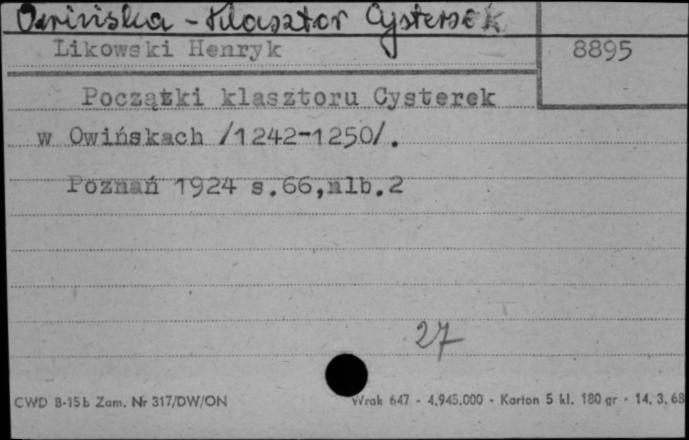 Owińska - Klasztor Cysterek
Likowski Henryk
8895
Początki klasztoru Cysterek
w Owińskach /1242-1250/.
Poznań 1924 s.66,nlb.2
27
CWD B-15b Zam. Nr 317/DW/ON
Wrak 647 - 4.945.000 - Karton 5 kl. 180 gr - 14. 3. 68